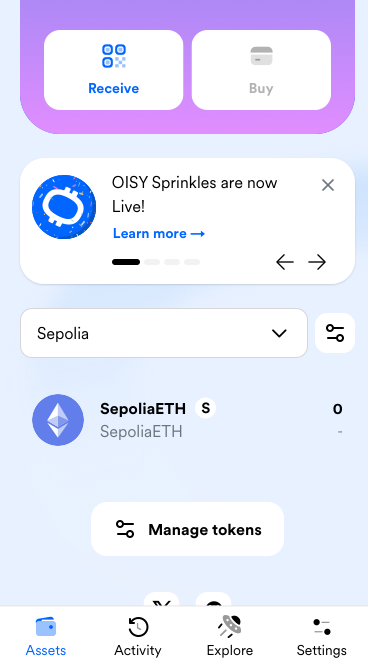 Receive
Buy
OISY Sprinkles are now
Live!
Learn more →
Sepolia
SepoliaETH S
0
SepoliaETH
-
Manage tokens
Assets
Activity
Explore
Settings